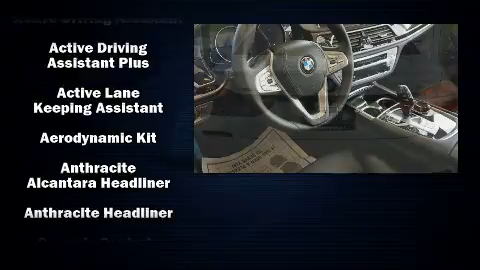 Active Driving
Assistant Plus
Active Lane
Keeping Assistant
Aerodynamic Kit
Anthracite
Alcantara Headliner
Anthracite Headliner